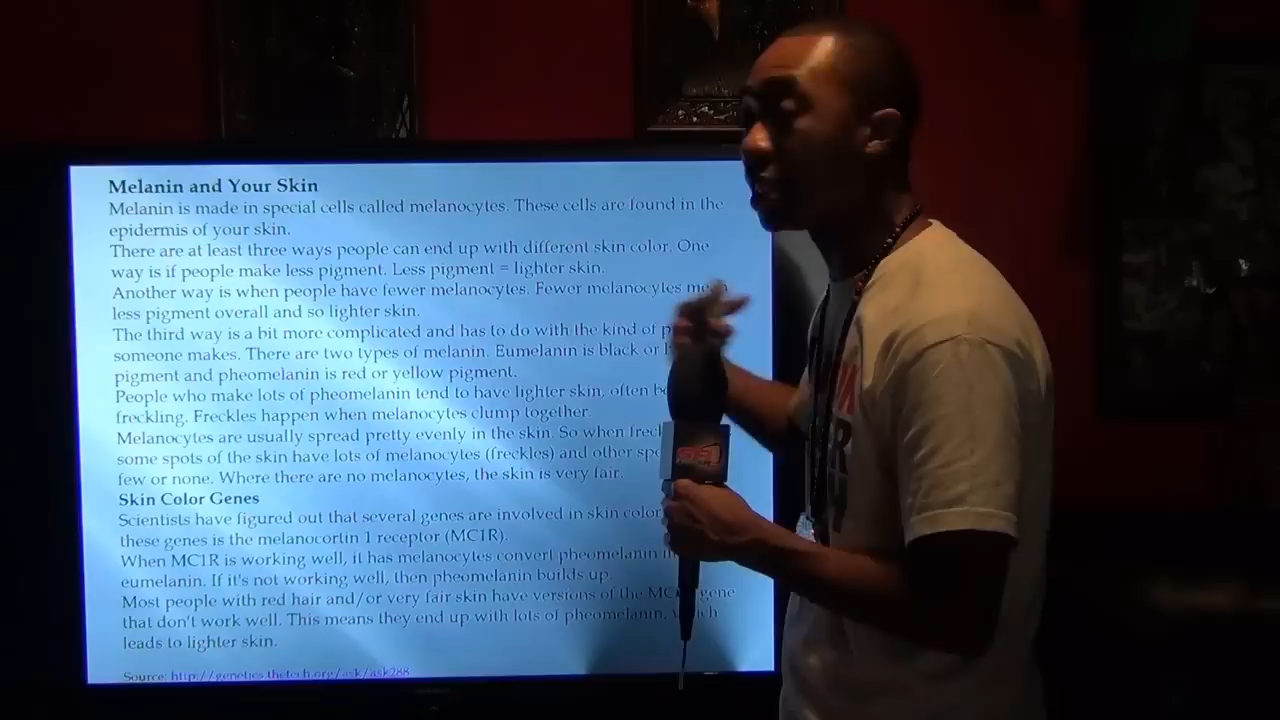 Melanin and Your Skin
Melanin is made in special cells called melanocytes. These cells are found in the
epidermis of your skin.
There are at least three ways people can end up with different skin color. One
way is if people make less pigment. Less pigment = lighter skin.
Another way is when people have fewer melanocytes. Fewer melanocytes
less pigment overall and so lighter skin.
The third way is a bit more complicated and has to do with the kind of
someone makes. There are two types of melanin. Eumelanin is black or
pigment and pheomelanin is red or yellow pigment.
People who make lots of pheomelanin tend to have lighter skin, often
freckling. Freckles happen when melanocytes clump together.
Melanocytes are usually spread pretty evenly in the skin. So when
some spots of the skin have lots of melanocytes (freckles) and other
few or none. Where there are no melanocytes, the skin is very fair.
Skin Color Genes
Scientists have figured out that several genes are involved in skin color
these genes is the melanocortin 1 receptor (MC1R).
When MC1R is working well, it has melanocytes convert pheomelanin
eumelanin. If it's not working well, then pheomelanin builds up.
Most people with red hair and/or very fair skin have versions of the gene
that don't work well. This means they end up with lots of pheomelanin,
leads to lighter skin.
Source: http://genetics.thetech.org/ask/ask288